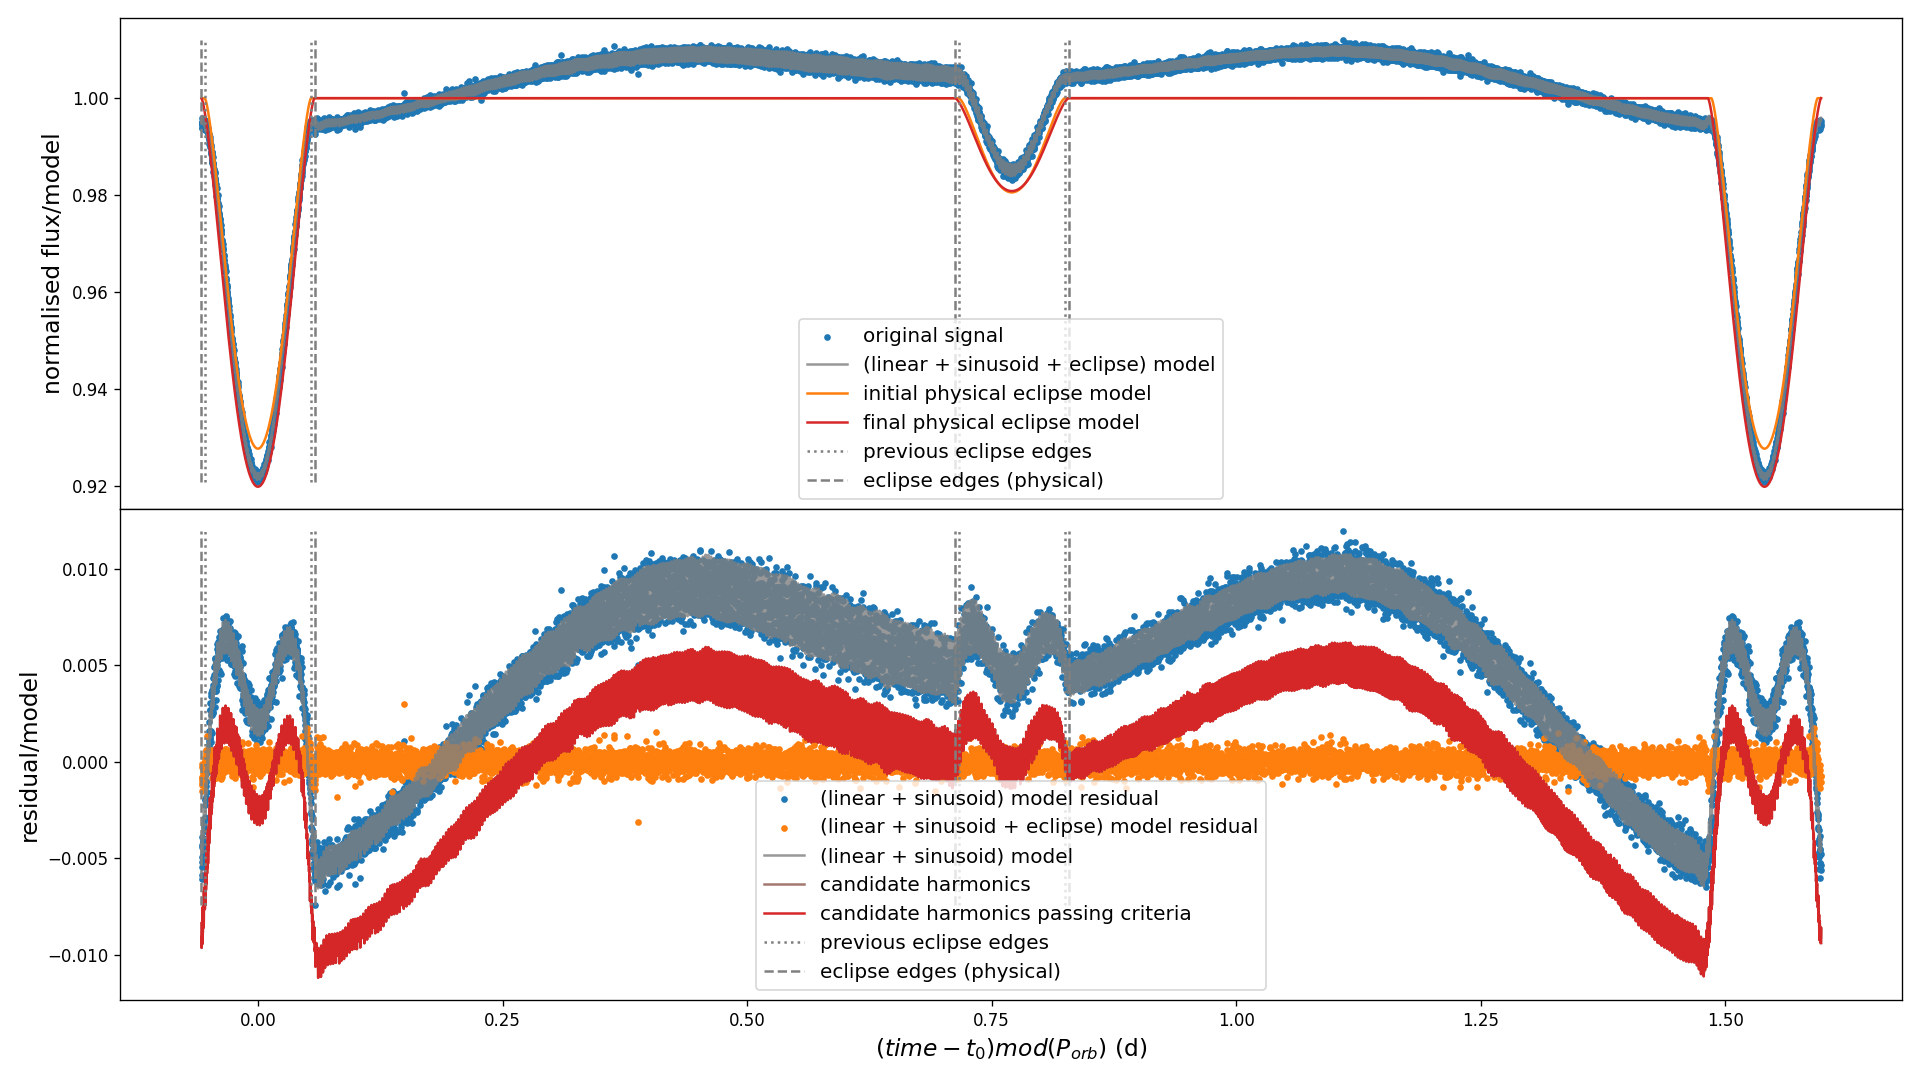 normalised flux/model
1.00
0.98
0.96
0.94
0.92
original signal
(linear + sinusoid + eclipse) model
initial physical eclipse model
final physical eclipse model
previous eclipse edges
eclipse edges (physical)
residual/model
0.010
0.005
0.000
−0.005
−0.010
(linear + sinusoid) model residual
(linear + sinusoid + eclipse) model residual
(linear + sinusoid) model
candidate harmonics
candidate harmonics passing criteria
previous eclipse edges
eclipse edges (physical)
0.00 0.25 0.50 0.75 1.00 1.25 1.50
(time − t₀)mod(Pₒᵣb) (d)